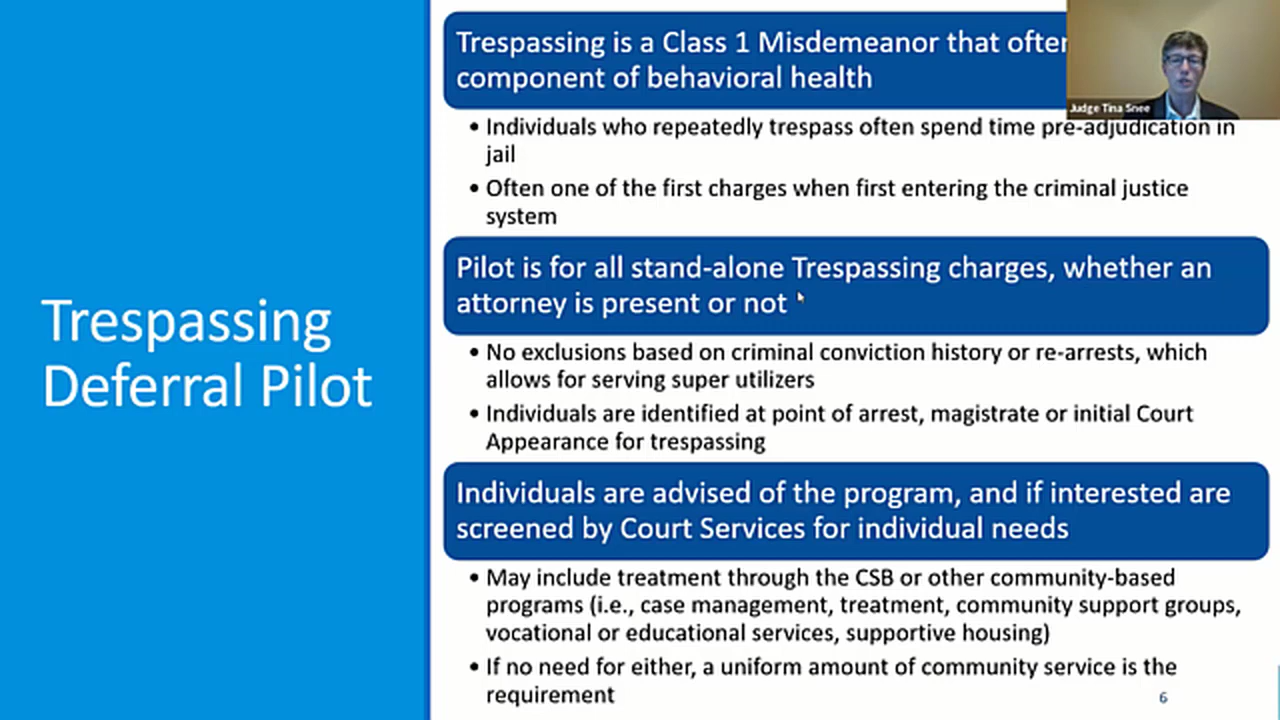 Trespassing
Deferral Pilot
Trespassing is a Class 1 Misdemeanor that
component of behavioral health
Judge Tina Snee
• Individuals who repeatedly trespass often spend time pre-adjudication in
jail
• Often one of the first charges when first entering the criminal justice
system
Pilot is for all stand-alone Trespassing charges, whether an
attorney is present or not
• No exclusions based on criminal conviction history or re-arrests, which
allows for serving super utilizers
• Individuals are identified at point of arrest, magistrate or initial Court
Appearance for trespassing
Individuals are advised of the program, and if interested are
screened by Court Services for individual needs
• May include treatment through the CSB or other community-based
programs (i.e., case management, treatment, community support groups,
vocational or educational services, supportive housing)
• If no need for either, a uniform amount of community service is the
requirement
6